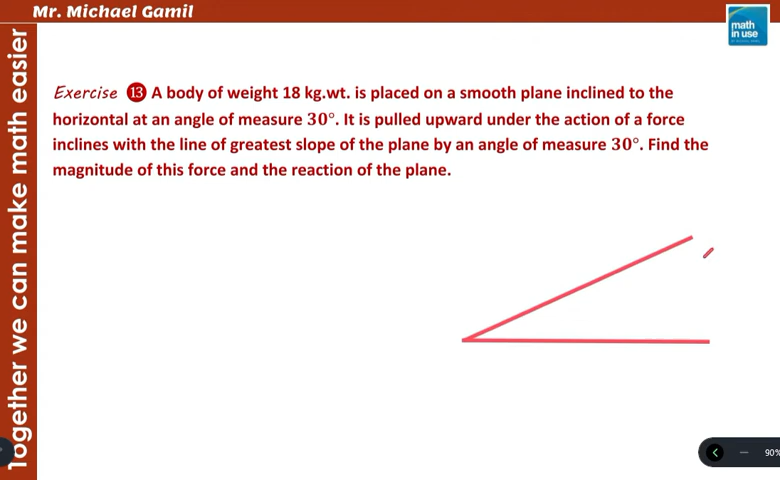 Mr. Michael Gamil
math
in use
Together we can make math easier
Exercise 13 A body of weight 18 kg.wt. is placed on a smooth plane inclined to the
horizontal at an angle of measure 30°. It is pulled upward under the action of a force
inclines with the line of greatest slope of the plane by an angle of measure 30°. Find the
magnitude of this force and the reaction of the plane.
90%